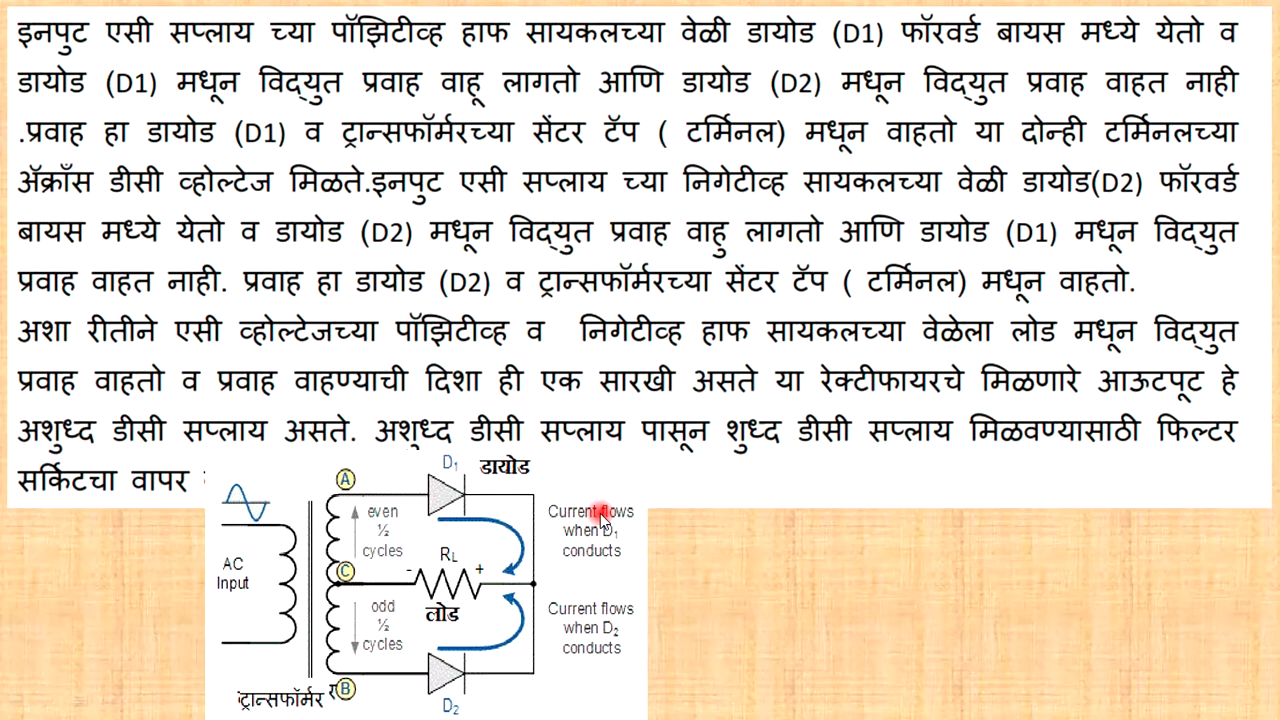 इनपुट एसी सप्लाय च्या पॉझिटीव्ह हाफ सायकलच्या वेळी डायोड (D1) फॉरवर्ड बायस मध्ये येतो व
डायोड (D1) मधून विद्युत प्रवाह वाहू लागतो आणि डायोड (D2) मधून विद्युत प्रवाह वाहत नाही
.प्रवाह हा डायोड (D1) व ट्रान्सफॉर्मरच्या सेंटर टॅप ( टर्मिनल) मधून वाहतो या दोन्ही टर्मिनलच्या
ॲक्रॉंस डीसी व्होल्टेज मिळते.इनपुट एसी सप्लाय च्या निगेटीव्ह सायकलच्या वेळी डायोड(D2) फॉरवर्ड
बायस मध्ये येतो व डायोड (D2) मधून विद्युत प्रवाह वाहु लागतो आणि डायोड (D1) मधून विद्युत
प्रवाह वाहत नाही. प्रवाह हा डायोड (D2) व ट्रान्सफॉर्मरच्या सेंटर टॅप ( टर्मिनल) मधून वाहतो.
अशा रीतीने एसी व्होल्टेजच्या पॉझिटीव्ह व निगेटीव्ह हाफ सायकलच्या वेळेला लोड मधून विद्युत
प्रवाह वाहतो व प्रवाह वाहण्याची दिशा ही एक सारखी असते या रेक्टीफायरचे मिळणारे आऊटपूट हे
अशुध्द डीसी सप्लाय असते. अशुध्द डीसी सप्लाय पासून शुध्द डीसी सप्लाय मिळवण्यासाठी फिल्टर
सर्किटचा वापर
D1 डायोड
A
even
½
cycles
Current flows
when D1
conducts
AC
Input
C
RL
- +
लोड
odd
½
cycles
Current flows
when D2
conducts
ट्रान्सफॉर्मर
B
D2